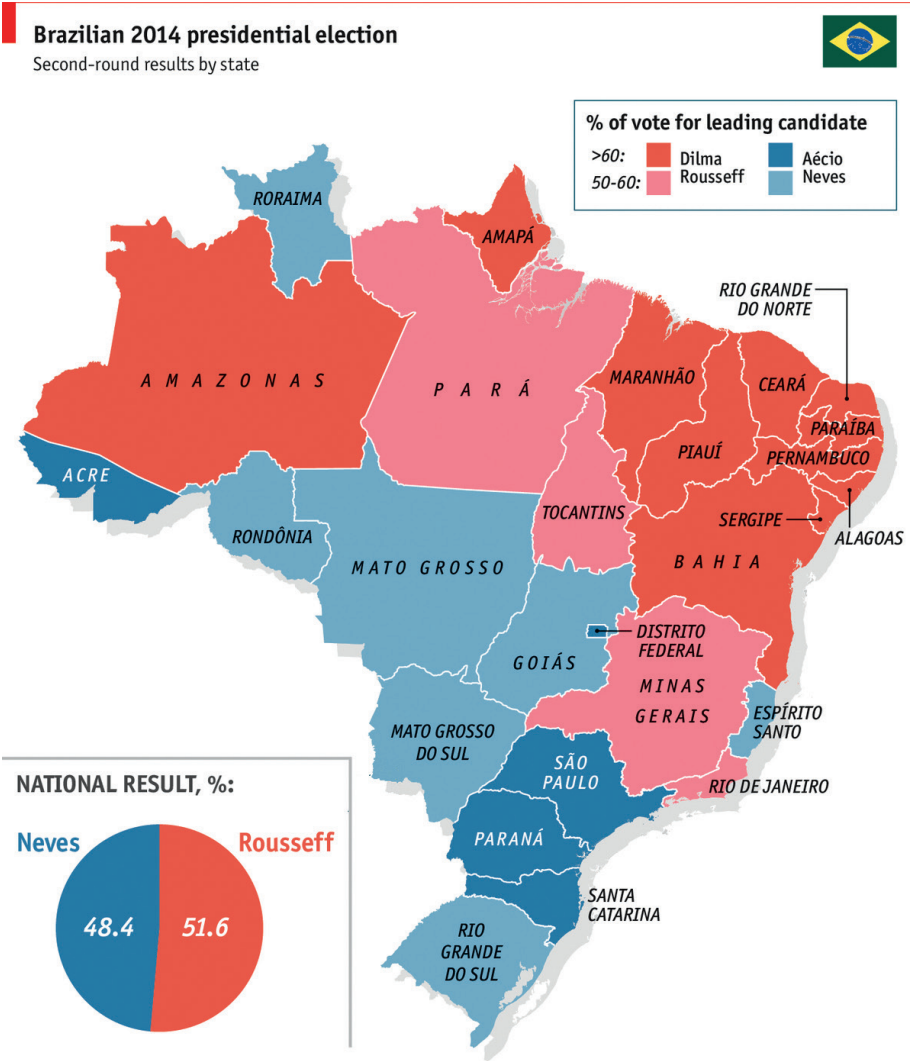 Brazilian 2014 presidential election
Second-round results by state
% of vote for leading candidate
>60: Dilma Aécio
50-60: Rousseff Neves
RORAIMA
AMAPÁ
RIO GRANDE
DO NORTE
AMAZONAS
PARÁ
MARANHÃO
CEARÁ
PARAÍBA
PIAUÍ
PERNAMBUCO
ACRE
TOCANTINS
SERGIPE
ALAGOAS
RONDÔNIA
MATO GROSSO
BAHIA
DISTRITO
FEDERAL
GOIÁS
MINAS
GERAIS
ESPÍRITO
SANTO
MATO GROSSO
DO SUL
SÃO
PAULO
RIO DE JANEIRO
PARANÁ
SANTA
CATARINA
RIO
GRANDE
DO SUL
NATIONAL RESULT, %:
Neves Rousseff
48.4 51.6